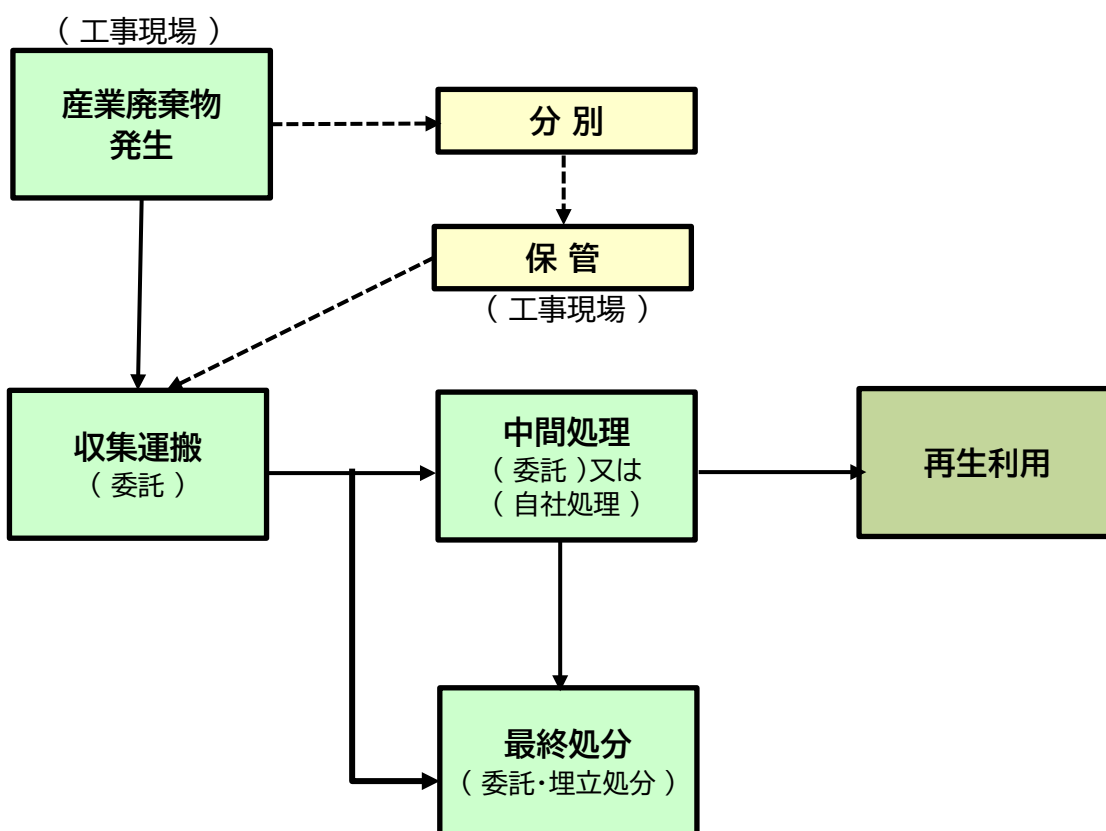 （ 工事現場 ）
産業廃棄物
発生
分 別
保 管
（ 工事現場 ）
収集運搬
（ 委託 ）
中間処理
（ 委託 ）又は
（ 自社処理 ）
再生利用
最終処分
（ 委託・埋立処分 ）